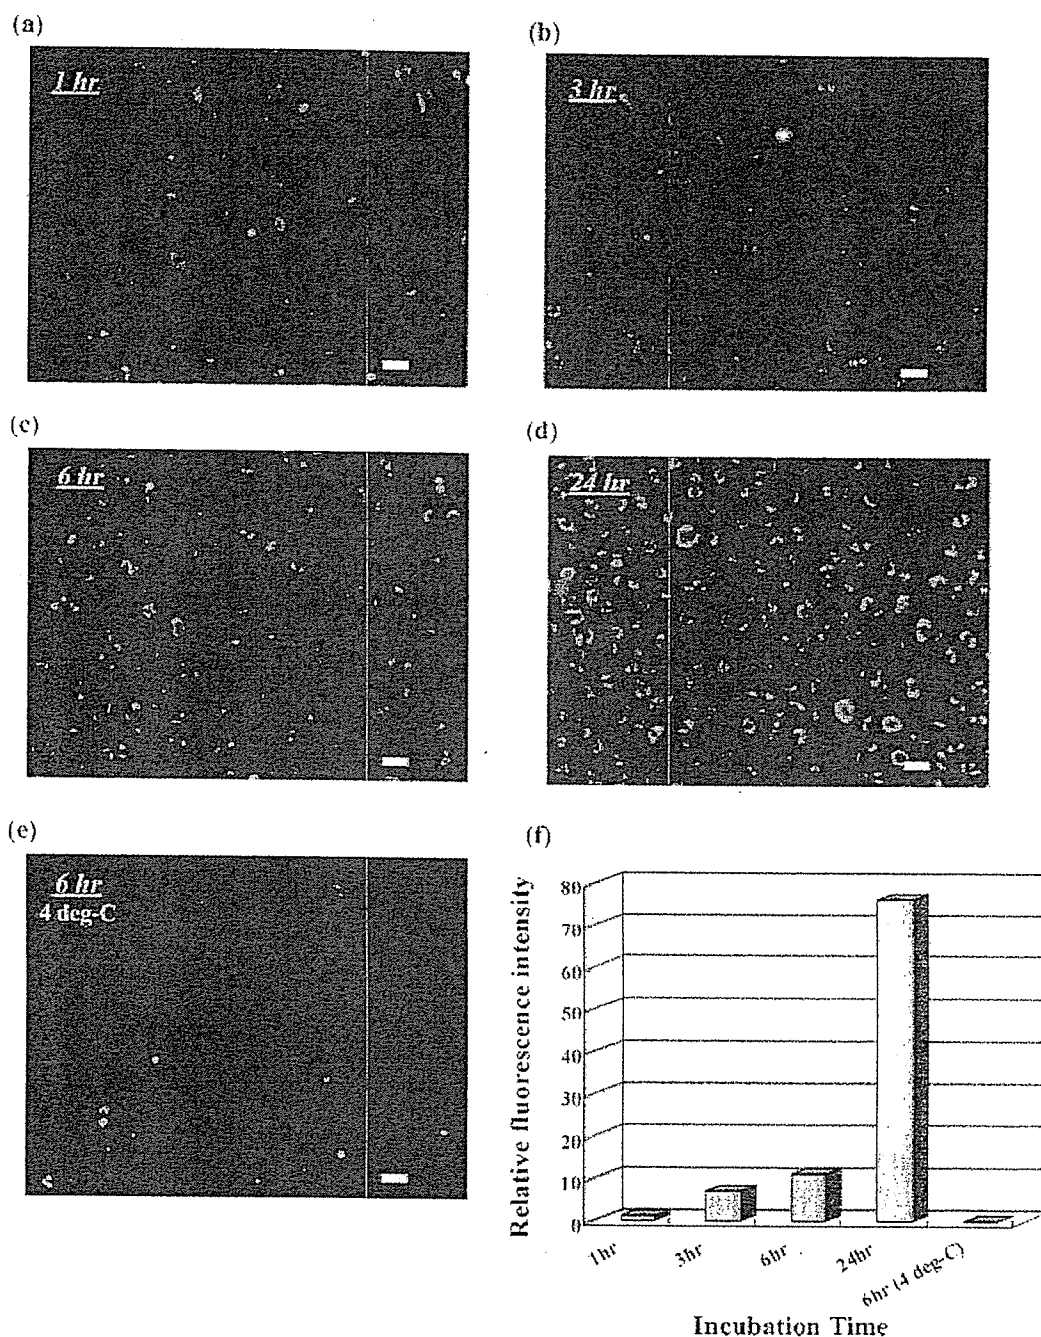 (a)
1 hr
(b)
3 hr
(c)
6 hr
(d)
24 hr
(e)
6 hr
4 deg-C
(f)
Relative fluorescence intensity
80
70
60
50
40
30
20
10
0
1hr
3hr
6hr
24hr
6hr (4 deg-C)
Incubation Time